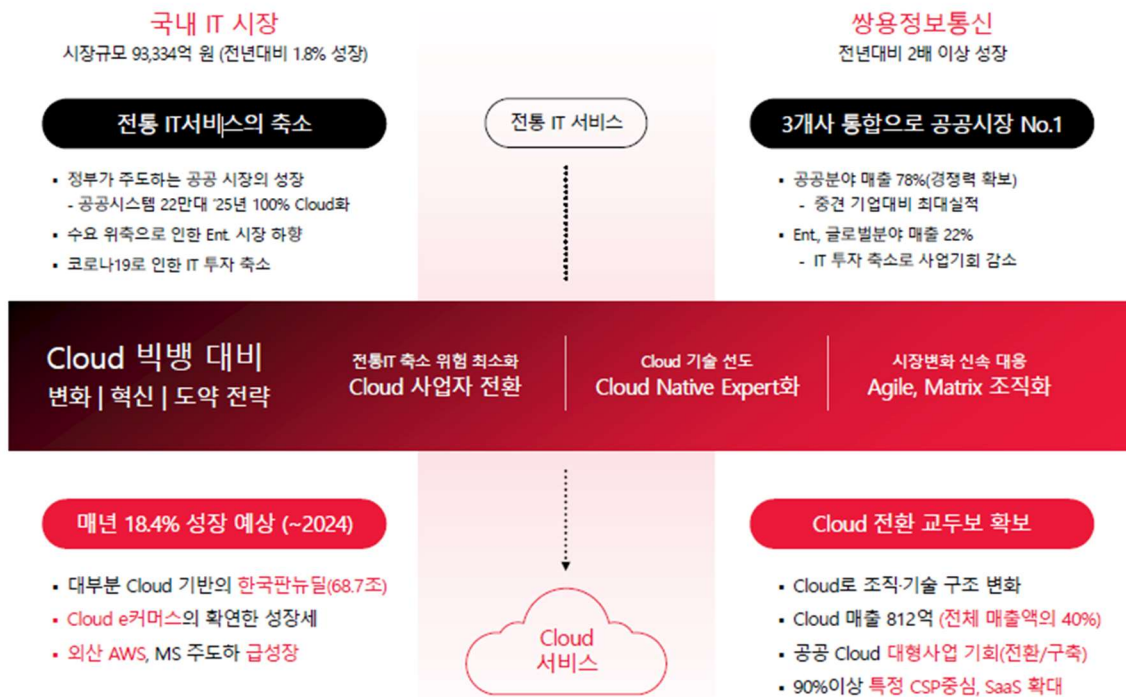 국내 IT 시장
시장규모 93,334억 원 (전년대비 1.8% 성장)
전통 IT서비스의 축소
▪ 정부가 주도하는 공공 시장의 성장
- 공공시스템 22만대 ‘25년 100% Cloud화
▪ 수요 위축으로 인한 Ent. 시장 하향
▪ 코로나19로 인한 IT 투자 축소
전통 IT 서비스
쌍용정보통신
전년대비 2배 이상 성장
3개사 통합으로 공공시장 No.1
▪ 공공분야 매출 78%(경쟁력 확보)
- 중견 기업대비 최대실적
▪ Ent, 글로벌분야 매출 22%
- IT 투자 축소로 사업기회 감소
Cloud 빅뱅 대비
변화 | 혁신 | 도약 전략
전통IT 축소 위험 최소화
Cloud 사업자 전환
Cloud 기술 선도
Cloud Native Expert화
시장변화 신속 대응
Agile, Matrix 조직화
매년 18.4% 성장 예상 (~2024)
▪ 대부분 Cloud 기반의 한국판뉴딜(68.7조)
▪ Cloud e커머스의 확연한 성장세
▪ 외산 AWS, MS 주도하 급성장
Cloud
서비스
Cloud 전환 교두보 확보
▪ Cloud로 조직·기술 구조 변화
▪ Cloud 매출 812억 (전체 매출액의 40%)
▪ 공공 Cloud 대형사업 기회(전환/구축)
▪ 90%이상 특정 CSP중심, SaaS 확대